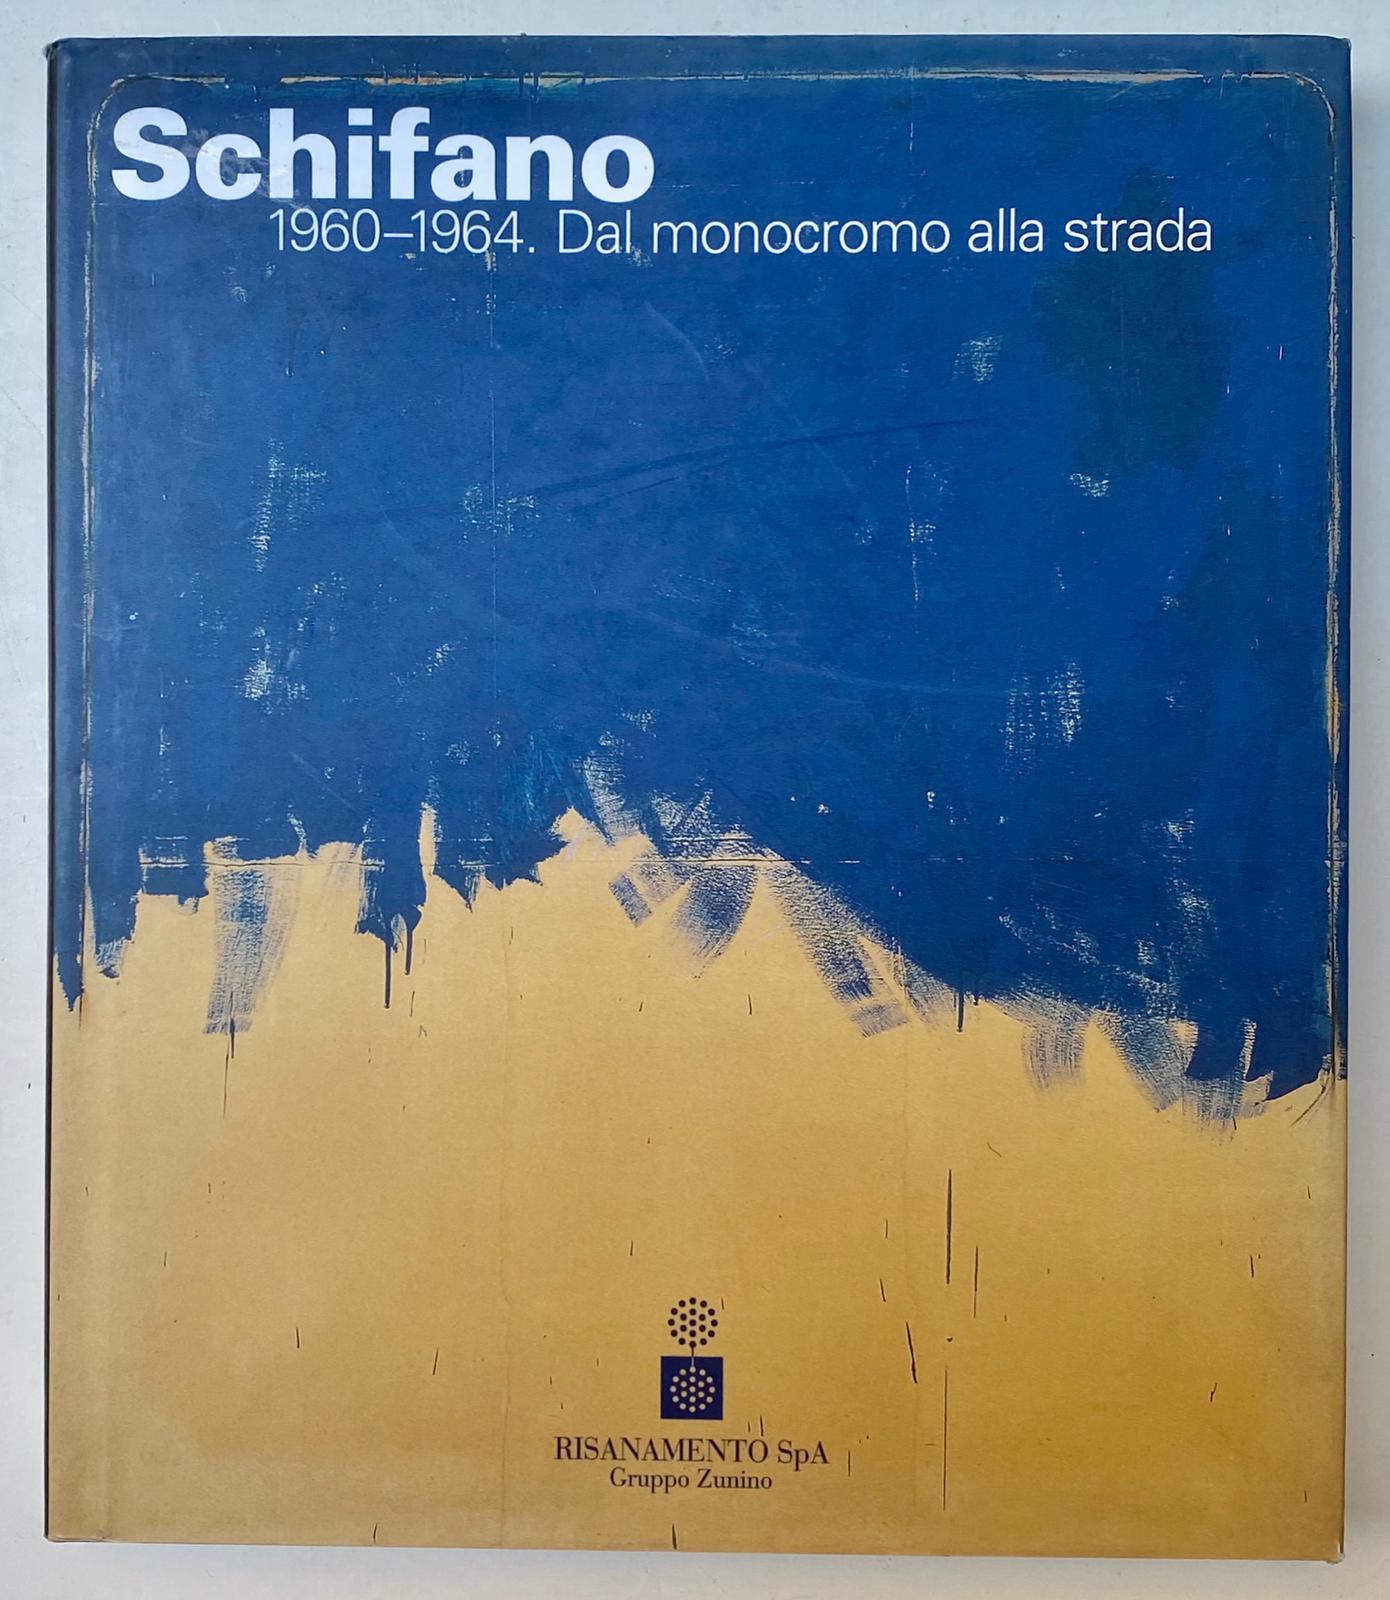 Schifano
1960–1964. Dal monocromo alla strada
RISANAMENTO SpA
Gruppo Zunino